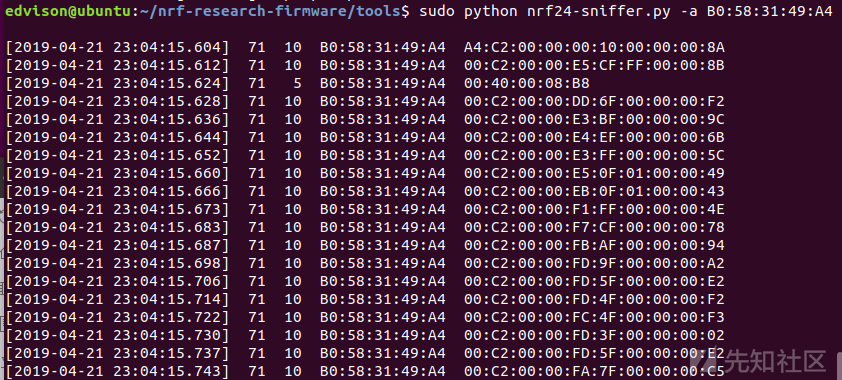 edvison@ubuntu:~/nrf-research-firmware/tools$ sudo python nrf24-sniffer.py -a B0:58:31:49:A4
[2019-04-21 23:04:15.604]  71  10  B0:58:31:49:A4  A4:C2:00:00:00:10:00:00:00:8A
[2019-04-21 23:04:15.612]  71  10  B0:58:31:49:A4  00:C2:00:00:E5:CF:FF:00:00:8B
[2019-04-21 23:04:15.624]  71   5  B0:58:31:49:A4  00:40:00:08:B8
[2019-04-21 23:04:15.628]  71  10  B0:58:31:49:A4  00:C2:00:00:DD:6F:00:00:00:F2
[2019-04-21 23:04:15.636]  71  10  B0:58:31:49:A4  00:C2:00:00:E3:BF:00:00:00:9C
[2019-04-21 23:04:15.644]  71  10  B0:58:31:49:A4  00:C2:00:00:E4:EF:00:00:00:6B
[2019-04-21 23:04:15.652]  71  10  B0:58:31:49:A4  00:C2:00:00:E3:FF:00:00:00:5C
[2019-04-21 23:04:15.660]  71  10  B0:58:31:49:A4  00:C2:00:00:E5:0F:01:00:00:49
[2019-04-21 23:04:15.666]  71  10  B0:58:31:49:A4  00:C2:00:00:EB:0F:01:00:00:43
[2019-04-21 23:04:15.673]  71  10  B0:58:31:49:A4  00:C2:00:00:F1:FF:00:00:00:4E
[2019-04-21 23:04:15.683]  71  10  B0:58:31:49:A4  00:C2:00:00:F7:CF:00:00:00:78
[2019-04-21 23:04:15.687]  71  10  B0:58:31:49:A4  00:C2:00:00:FB:AF:00:00:00:94
[2019-04-21 23:04:15.698]  71  10  B0:58:31:49:A4  00:C2:00:00:FD:9F:00:00:00:A2
[2019-04-21 23:04:15.706]  71  10  B0:58:31:49:A4  00:C2:00:00:FD:5F:00:00:00:E2
[2019-04-21 23:04:15.714]  71  10  B0:58:31:49:A4  00:C2:00:00:FD:4F:00:00:00:F2
[2019-04-21 23:04:15.722]  71  10  B0:58:31:49:A4  00:C2:00:00:FC:4F:00:00:00:F3
[2019-04-21 23:04:15.730]  71  10  B0:58:31:49:A4  00:C2:00:00:FD:3F:00:00:00:02
[2019-04-21 23:04:15.737]  71  10  B0:58:31:49:A4  00:C2:00:00:FD:5F:00:00:00:E2
[2019-04-21 23:04:15.743]  71  10  B0:58:31:49:A4  00:C2:00:00:FA:7F:00:00:00:C5
先知社区